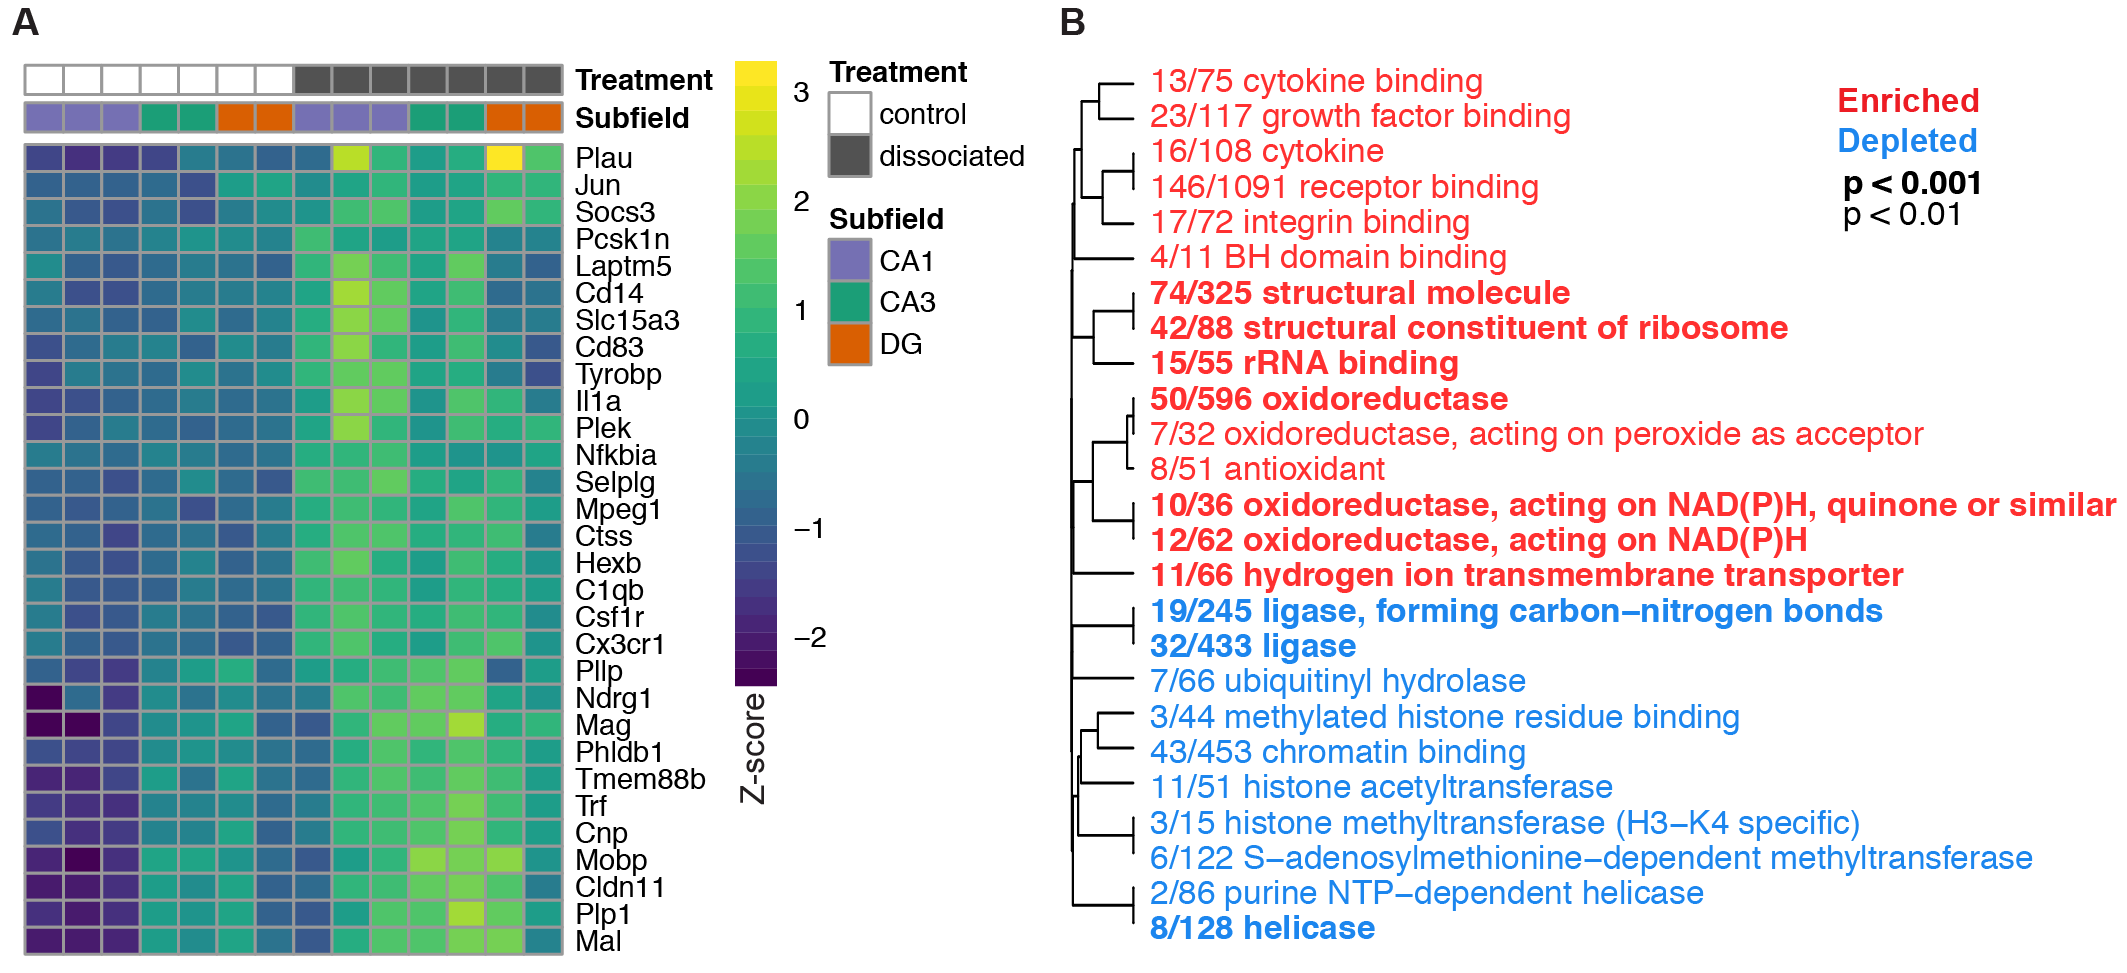 A
Treatment
Subfield
Plau
Jun
Socs3
Pcsk1n
Laptm5
Cd14
Slc15a3
Cd83
Tyrobp
Il1a
Plek
Nfkbia
Selplg
Mpeg1
Ctss
Hexb
C1qb
Csf1r
Cx3cr1
Pllp
Ndrg1
Mag
Phldb1
Tmem88b
Trf
Cnp
Mobp
Cldn11
Plp1
Mal
3
2
1
0
−1
−2
Z-score
Treatment
control
dissociated
Subfield
CA1
CA3
DG
B
13/75 cytokine binding
23/117 growth factor binding
16/108 cytokine
146/1091 receptor binding
17/72 integrin binding
4/11 BH domain binding
74/325 structural molecule
42/88 structural constituent of ribosome
15/55 rRNA binding
50/596 oxidoreductase
7/32 oxidoreductase, acting on peroxide as acceptor
8/51 antioxidant
10/36 oxidoreductase, acting on NAD(P)H, quinone or similar
12/62 oxidoreductase, acting on NAD(P)H
11/66 hydrogen ion transmembrane transporter
19/245 ligase, forming carbon−nitrogen bonds
32/433 ligase
7/66 ubiquitinyl hydrolase
3/44 methylated histone residue binding
43/453 chromatin binding
11/51 histone acetyltransferase
3/15 histone methyltransferase (H3−K4 specific)
6/122 S−adenosylmethionine−dependent methyltransferase
2/86 purine NTP−dependent helicase
8/128 helicase
Enriched
Depleted
p < 0.001
p < 0.01